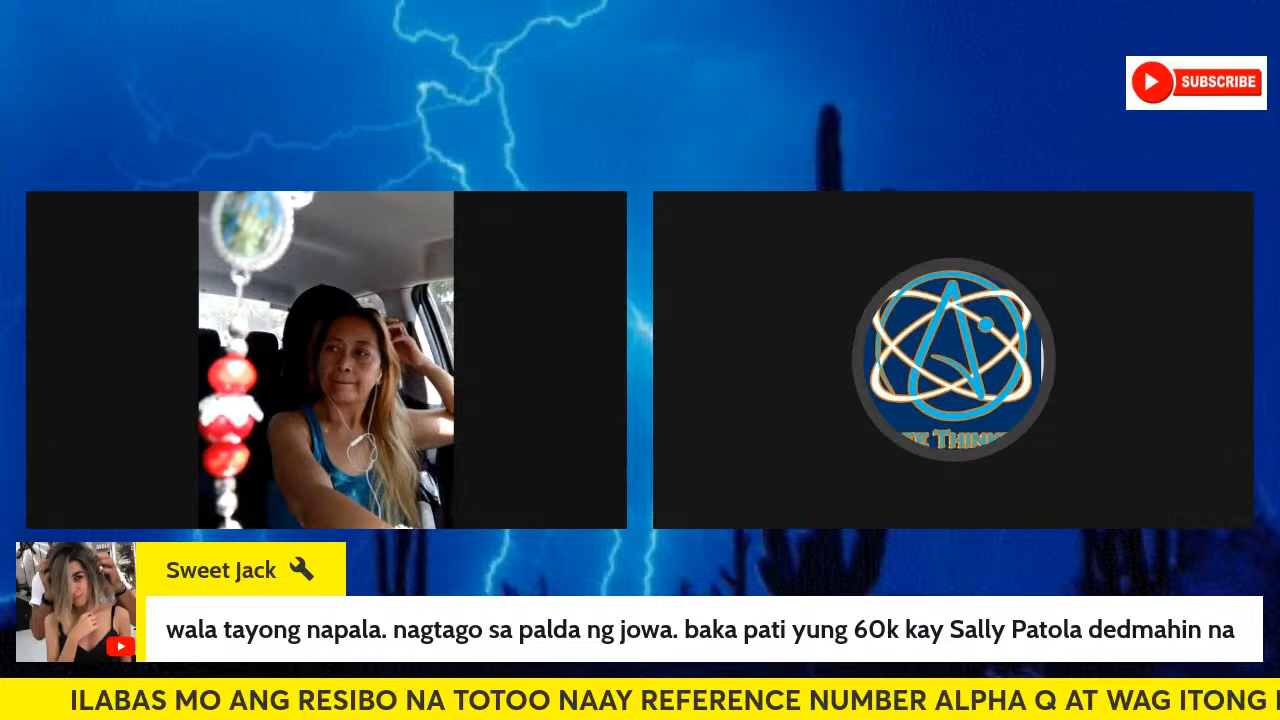 SUBSCRIBE
Sweet Jack
wala tayong napala. nagtago sa palda ng jowa. baka pati yung 60k kay Sally Patola dedmahin na
ILABAS MO ANG RESIBO NA TOTOO NAAY REFERENCE NUMBER ALPHA Q AT WAG ITONG